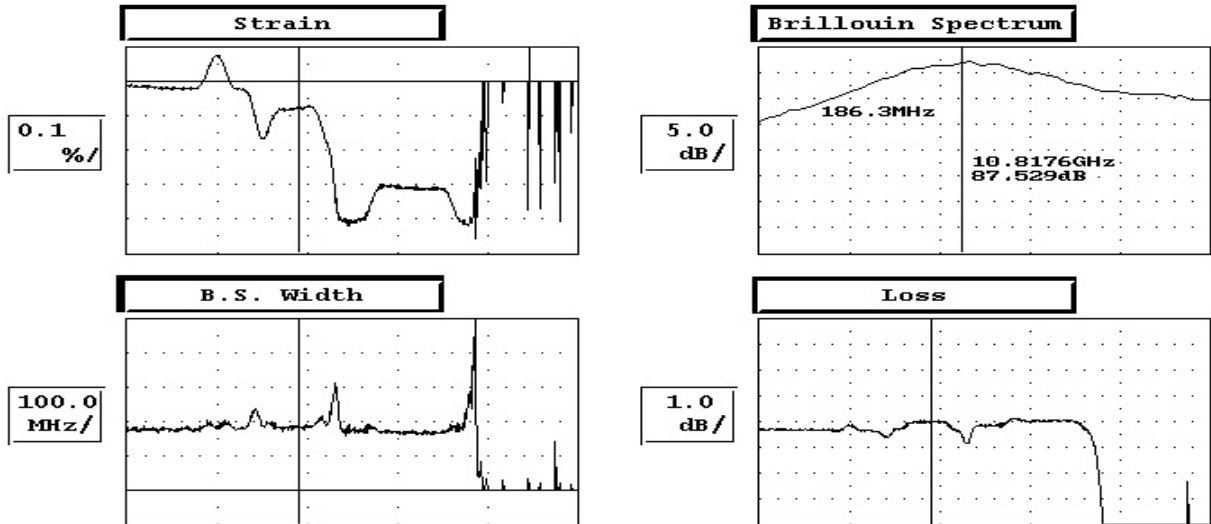 Strain
0.1
%/
Brillouin Spectrum
5.0
dB/
186.3MHz
10.8176GHz
87.529dB
B.S. Width
100.0
MHz/
Loss
1.0
dB/